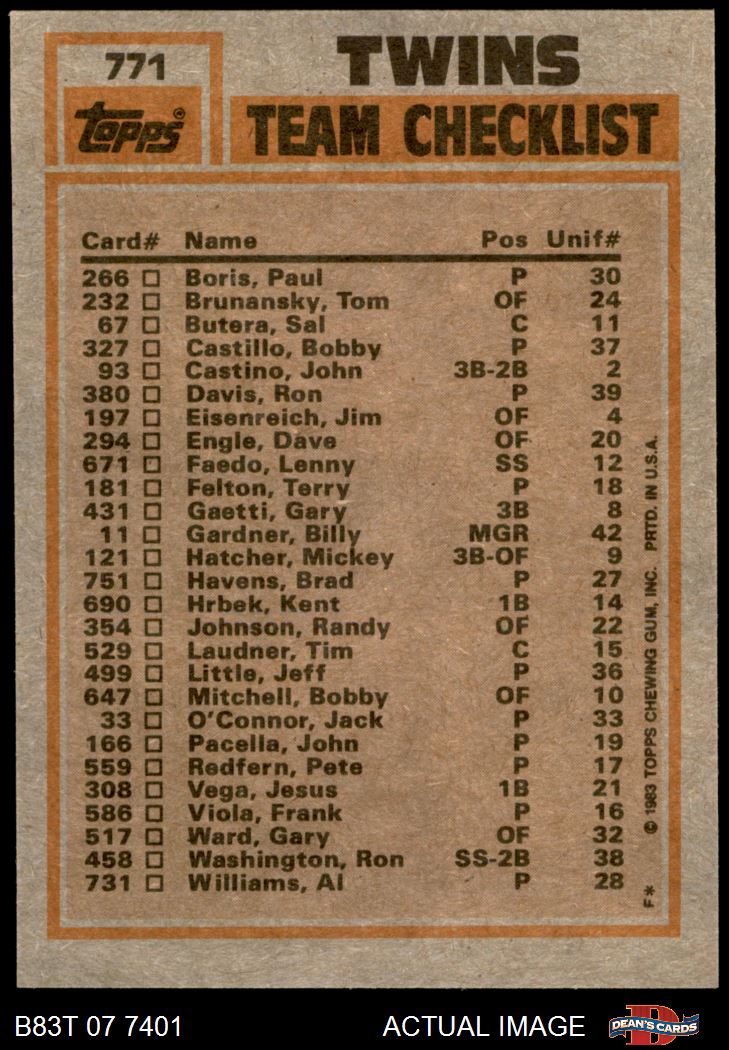 771
Topps®
TWINS
TEAM CHECKLIST
Card# Name Pos Unif#
266 Boris, Paul P 30
232 Brunansky, Tom OF 24
67 Butera, Sal C 11
327 Castillo, Bobby P 37
93 Castino, John 3B-2B 2
380 Davis, Ron P 39
197 Eisenreich, Jim OF 4
294 Engle, Dave OF 20
671 Faedo, Lenny SS 12
181 Felton, Terry P 18
431 Gaetti, Gary 3B 8
11 Gardner, Billy MGR 42
121 Hatcher, Mickey 3B-OF 9
751 Havens, Brad P 27
690 Hrbek, Kent 1B 14
354 Johnson, Randy OF 22
529 Laudner, Tim C 15
499 Little, Jeff P 36
647 Mitchell, Bobby OF 10
33 O'Connor, Jack P 33
166 Pacella, John P 19
559 Redfern, Pete P 17
308 Vega, Jesus 1B 21
586 Viola, Frank P 16
517 Ward, Gary OF 32
458 Washington, Ron SS-2B 38
731 Williams, Al P 28
F* © 1983 TOPPS CHEWING GUM, INC. PRTD. IN U.S.A.
B83T 07 7401
ACTUAL IMAGE
D
DEAN'S CARDS